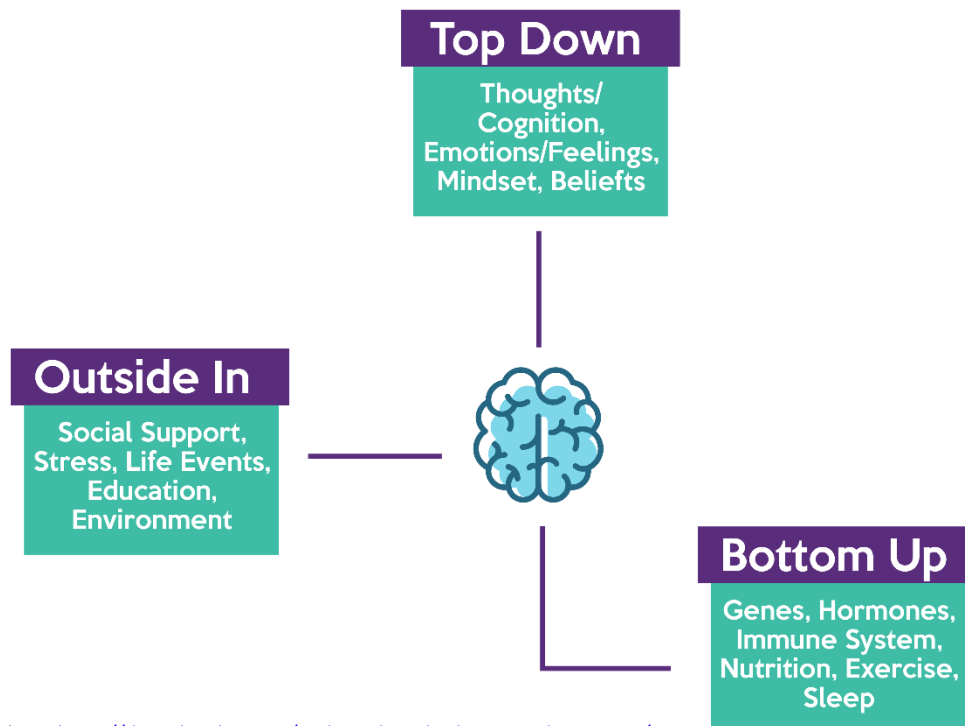 Top Down
Thoughts/
Cognition,
Emotions/Feelings,
Mindset, Beliefts
Outside In
Social Support,
Stress, Life Events,
Education,
Environment
Bottom Up
Genes, Hormones,
Immune System,
Nutrition, Exercise,
Sleep